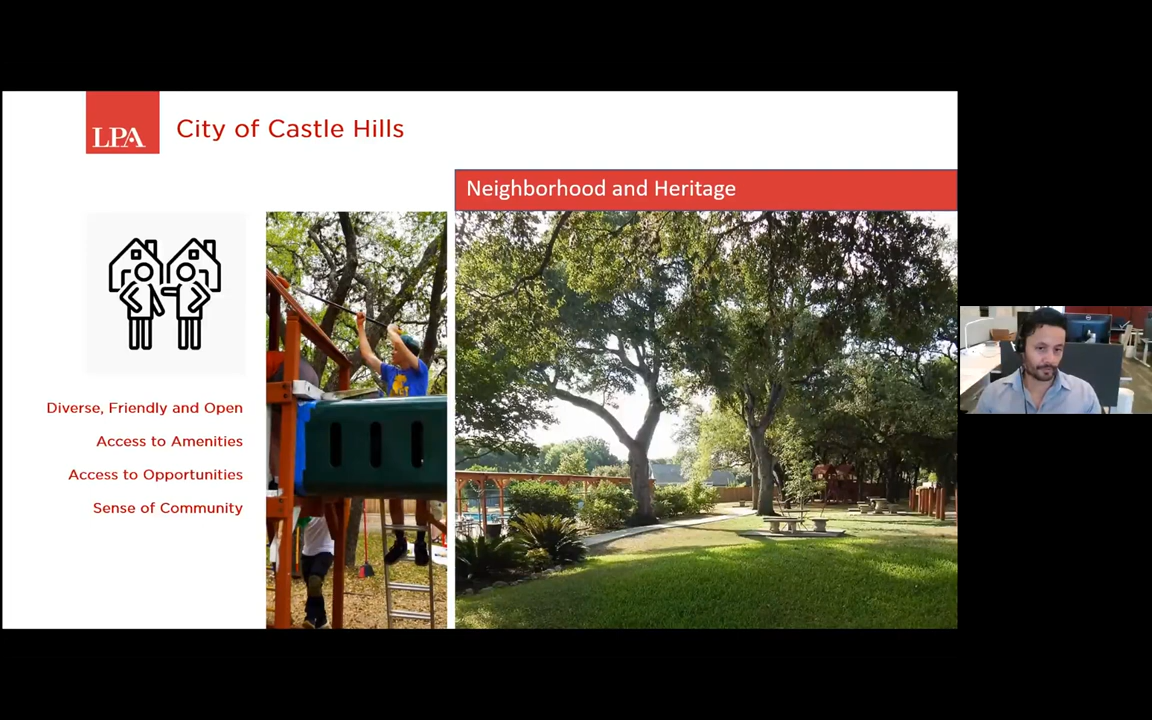 LPA
City of Castle Hills
Neighborhood and Heritage
Diverse, Friendly and Open
Access to Amenities
Access to Opportunities
Sense of Community